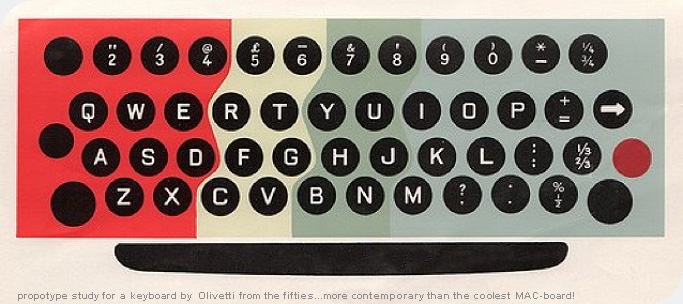 " / @ £ — & ' ( ) * ¼
2 3 4 5 6 7 8 9 0 — ¾
Q W E R T Y U I O P + = →
A S D F G H J K L : ; ⅓ ⅔
Z X C V B N M ? . : . % ½
propotype study for a keyboard by Olivetti from the fifties...more contemporary than the coolest MAC-board!